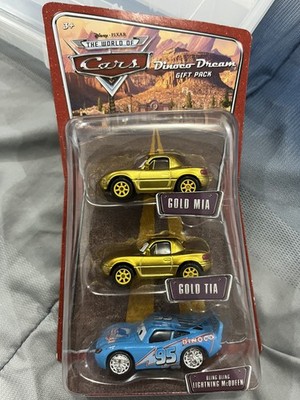 3+
Disney · PIXAR
THE WORLD OF
Cars
Dinoco Dream
GIFT PACK
GOLD MIA
GOLD TIA
DINOCO
95
BLING BLING
LIGHTNING McQUEEN